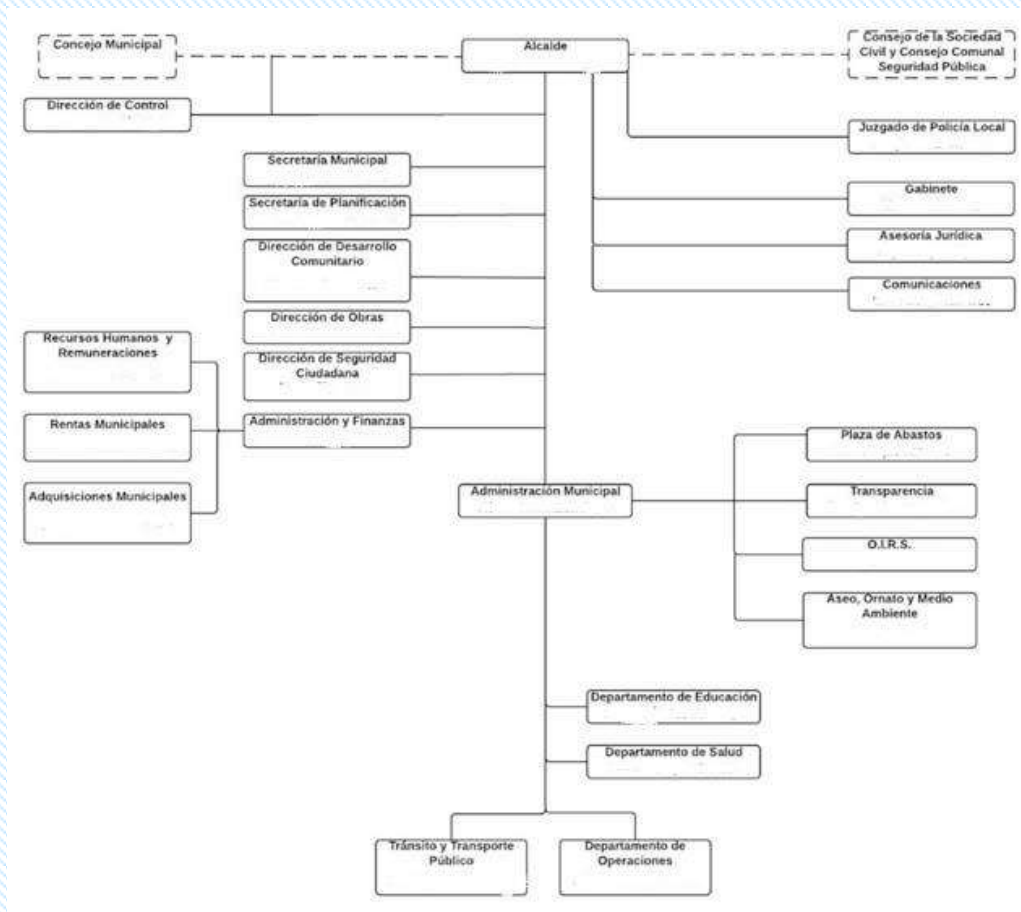 Concejo Municipal
Alcalde
Consejo de la Sociedad
Civil y Consejo Comunal
Seguridad Pública
Dirección de Control
Juzgado de Policía Local
Secretaría Municipal
Gabinete
Secretaría de Planificación
Asesoría Jurídica
Dirección de Desarrollo
Comunitario
Comunicaciones
Dirección de Obras
Recursos Humanos y
Remuneraciones
Dirección de Seguridad
Ciudadana
Rentas Municipales
Administración y Finanzas
Plaza de Abastos
Adquisiciones Municipales
Administración Municipal
Transparencia
O.I.R.S.
Aseo, Ornato y Medio
Ambiente
Departamento de Educación
Departamento de Salud
Tránsito y Transporte
Público
Departamento de
Operaciones